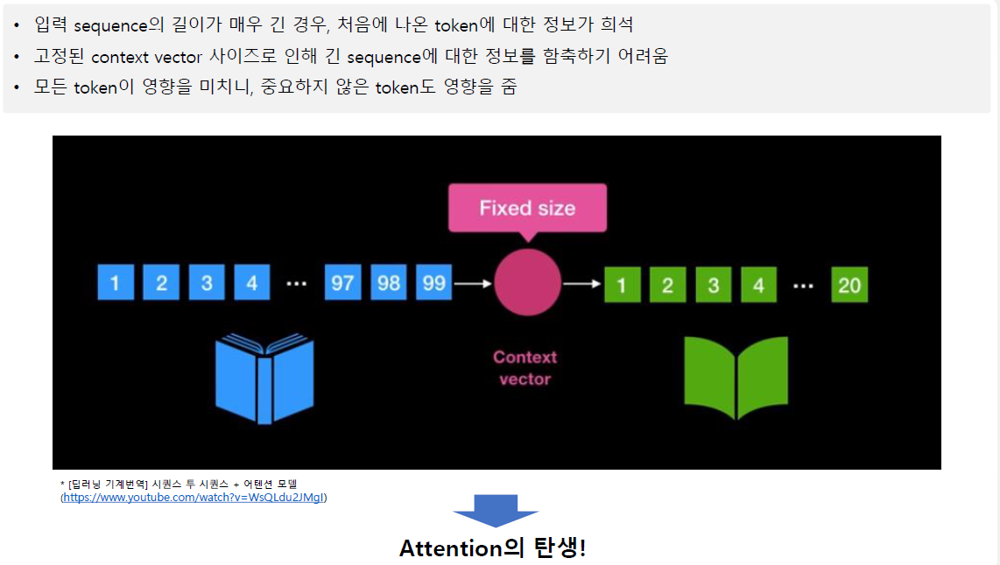 • 입력 sequence의 길이가 매우 긴 경우, 처음에 나온 token에 대한 정보가 희석
• 고정된 context vector 사이즈로 인해 긴 sequence에 대한 정보를 함축하기 어려움
• 모든 token이 영향을 미치니, 중요하지 않은 token도 영향을 줌
Fixed size
1 2 3 4 ... 97 98 99
1 2 3 4 ... 20
Context
vector
* [딥러닝 기계번역] 시퀀스 투 시퀀스 + 어텐션 모델
(https://www.youtube.com/watch?v=WsQLdu2JMgI)
Attention의 탄생!